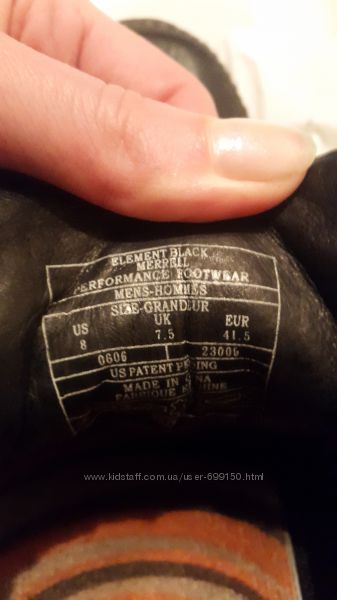 ELEMENT BLACK
MERRELL
PERFORMANCE FOOTWEAR
MENS-HOMMES
SIZE-GRANDEUR
US UK EUR
8 7.5 41.5
0606 23009
US PATENT PENDING
MADE IN CHINA
FABRIQUE EN CHINE
www.kidstaff.com.ua/user-699150.html